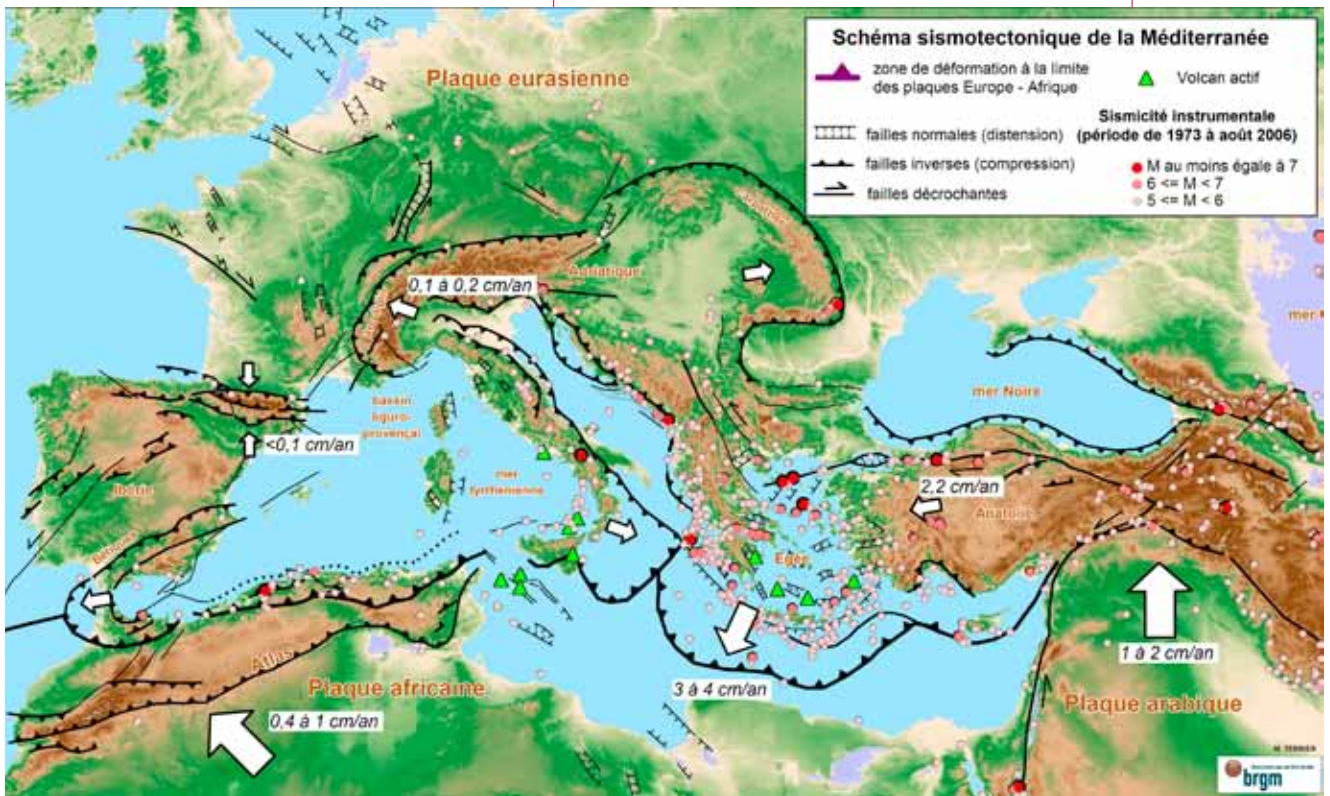 Schéma sismotectonique de la Méditerranée
zone de déformation à la limite
des plaques Europe - Afrique
Volcan actif
failles normales (distension)
failles inverses (compression)
failles décrochantes
Sismicité instrumentale
(période de 1973 à août 2006)
M au moins égale à 7
6 <= M < 7
5 <= M < 6
Plaque eurasienne
0,1 à 0,2 cm/an
Adriatique
mer Noire
bassin
liguro-
provençal
<0,1 cm/an
Ibérie
mer
tyrrhénienne
2,2 cm/an
Anatolie
Egée
Bétiques
Atlas
Plaque africaine
0,4 à 1 cm/an
3 à 4 cm/an
1 à 2 cm/an
Plaque arabique
M. TERRIER
brgm